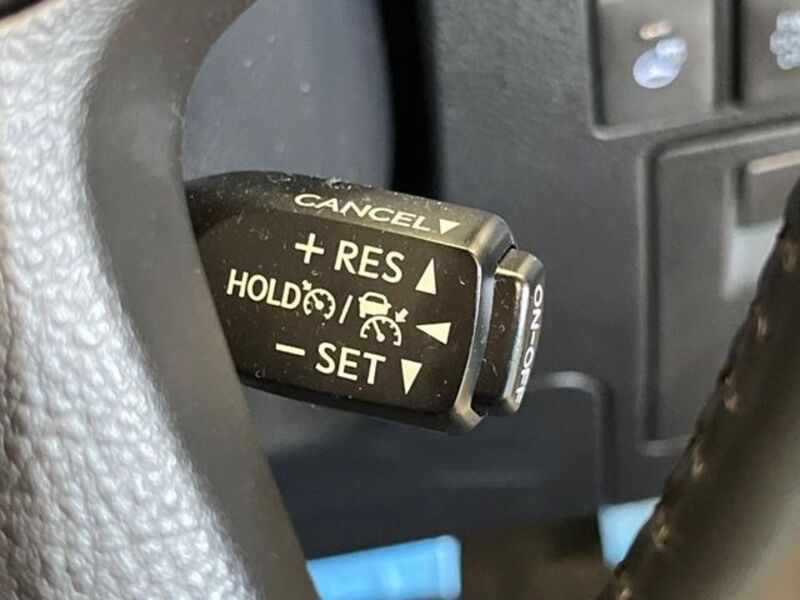 CANCEL▼
+ RES ▲
HOLD / ◀
− SET ▼
ON-OFF